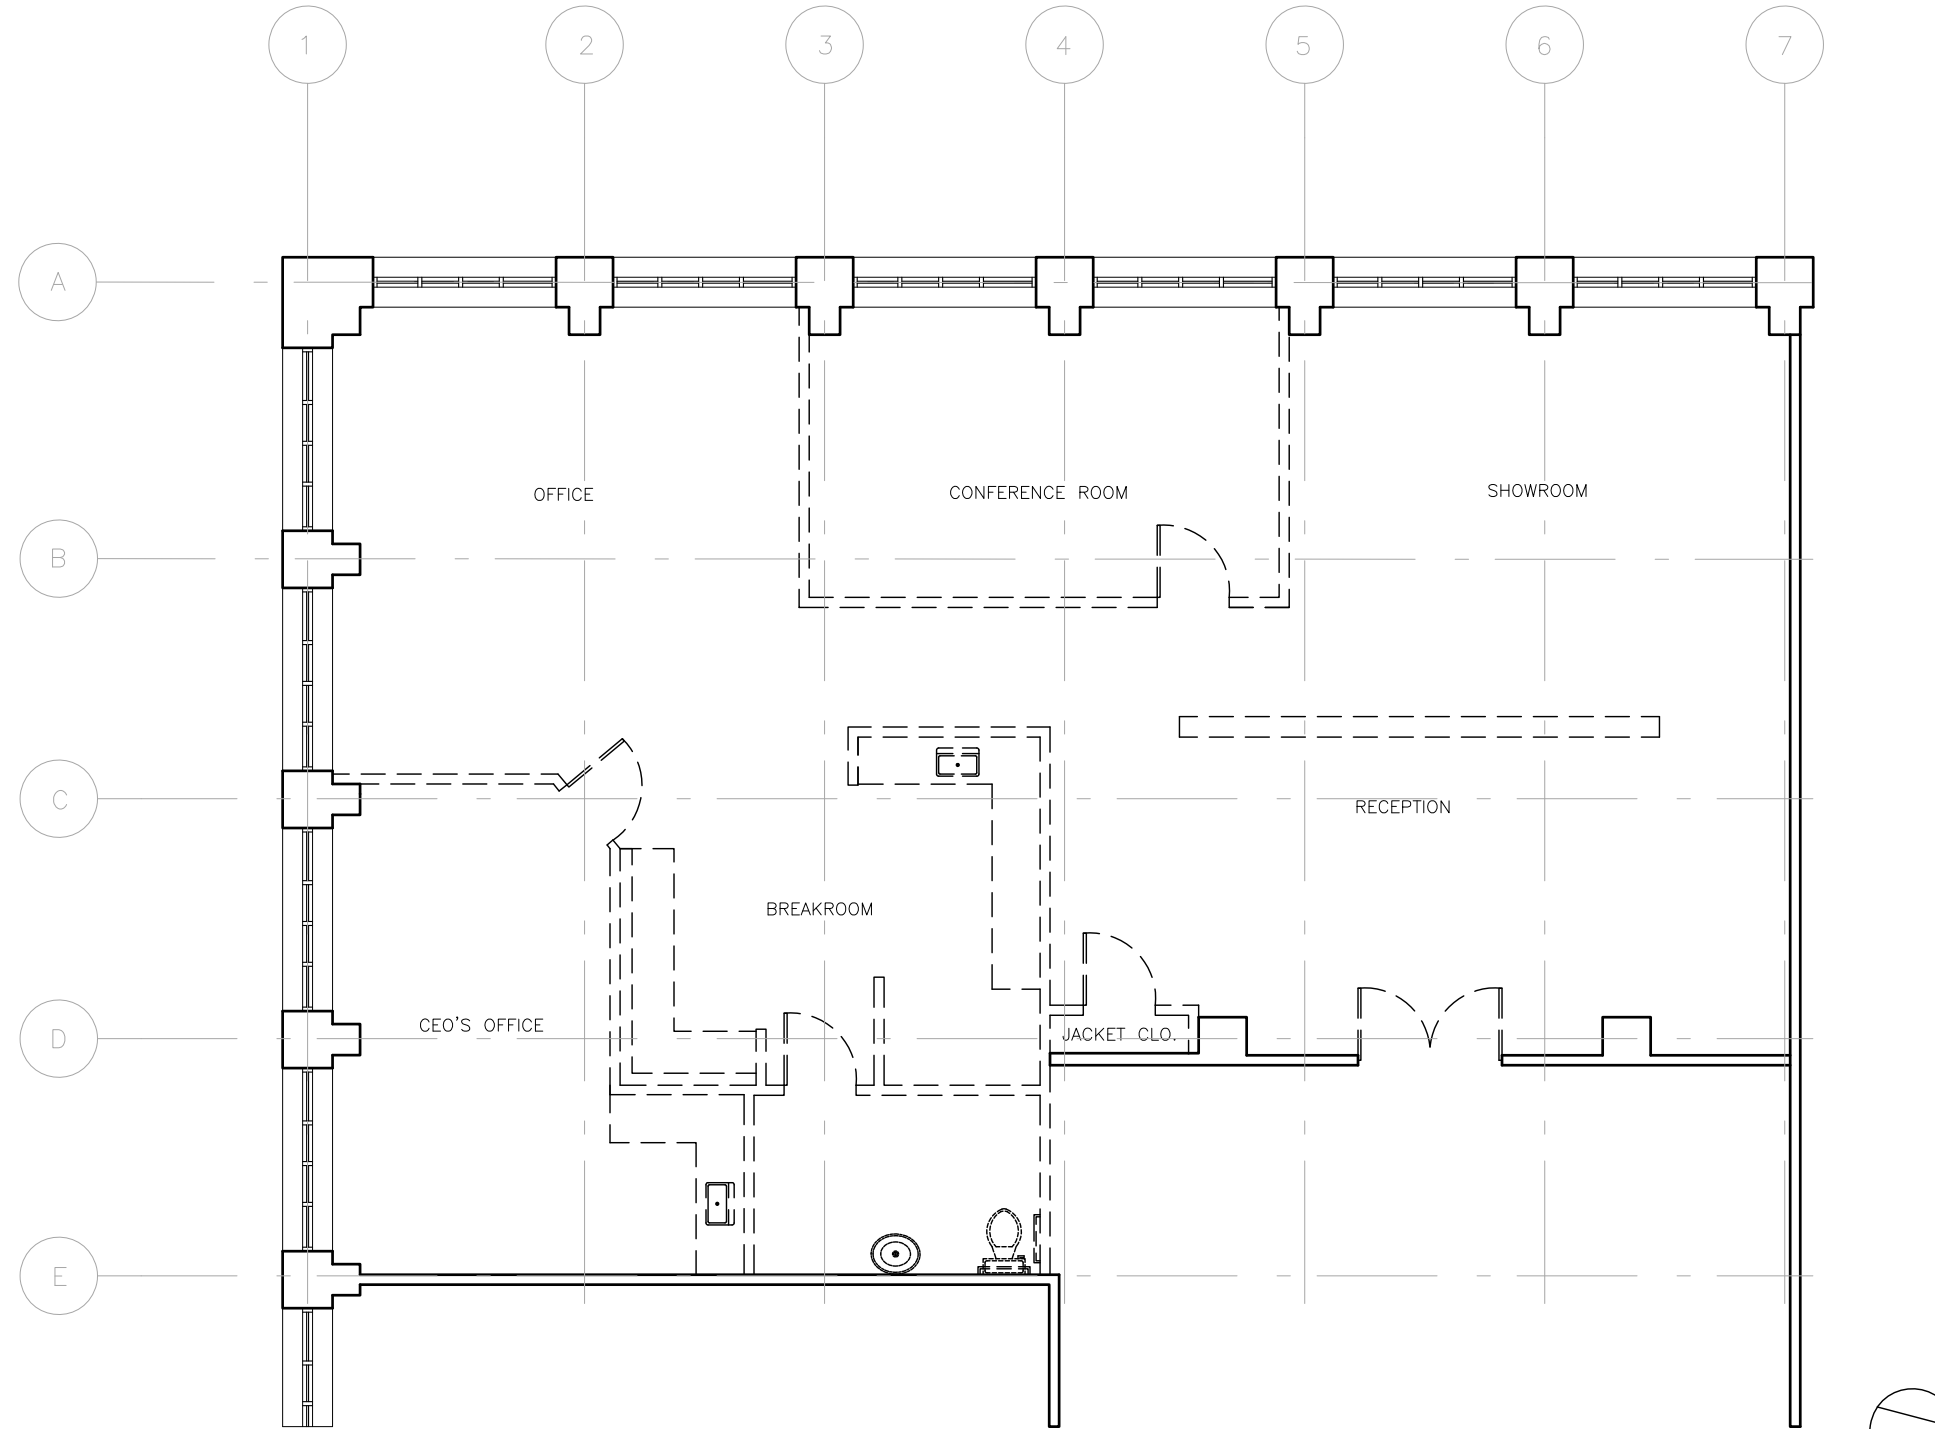 1 2 3 4 5 6 7
A
OFFICE CONFERENCE ROOM SHOWROOM
B
C
RECEPTION
BREAKROOM
CEO'S OFFICE
D
JACKET CLO.
E